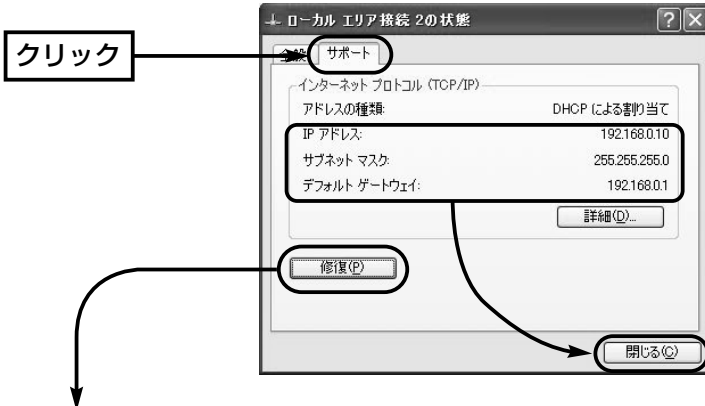 ローカル エリア接続 2の状態
クリック
全般
サポート
インターネット プロトコル (TCP/IP)
アドレスの種類: DHCP による割り当て
IP アドレス: 192.168.0.10
サブネット マスク: 255.255.255.0
デフォルト ゲートウェイ: 192.168.0.1
詳細(D)...
修復(P)
閉じる(C)